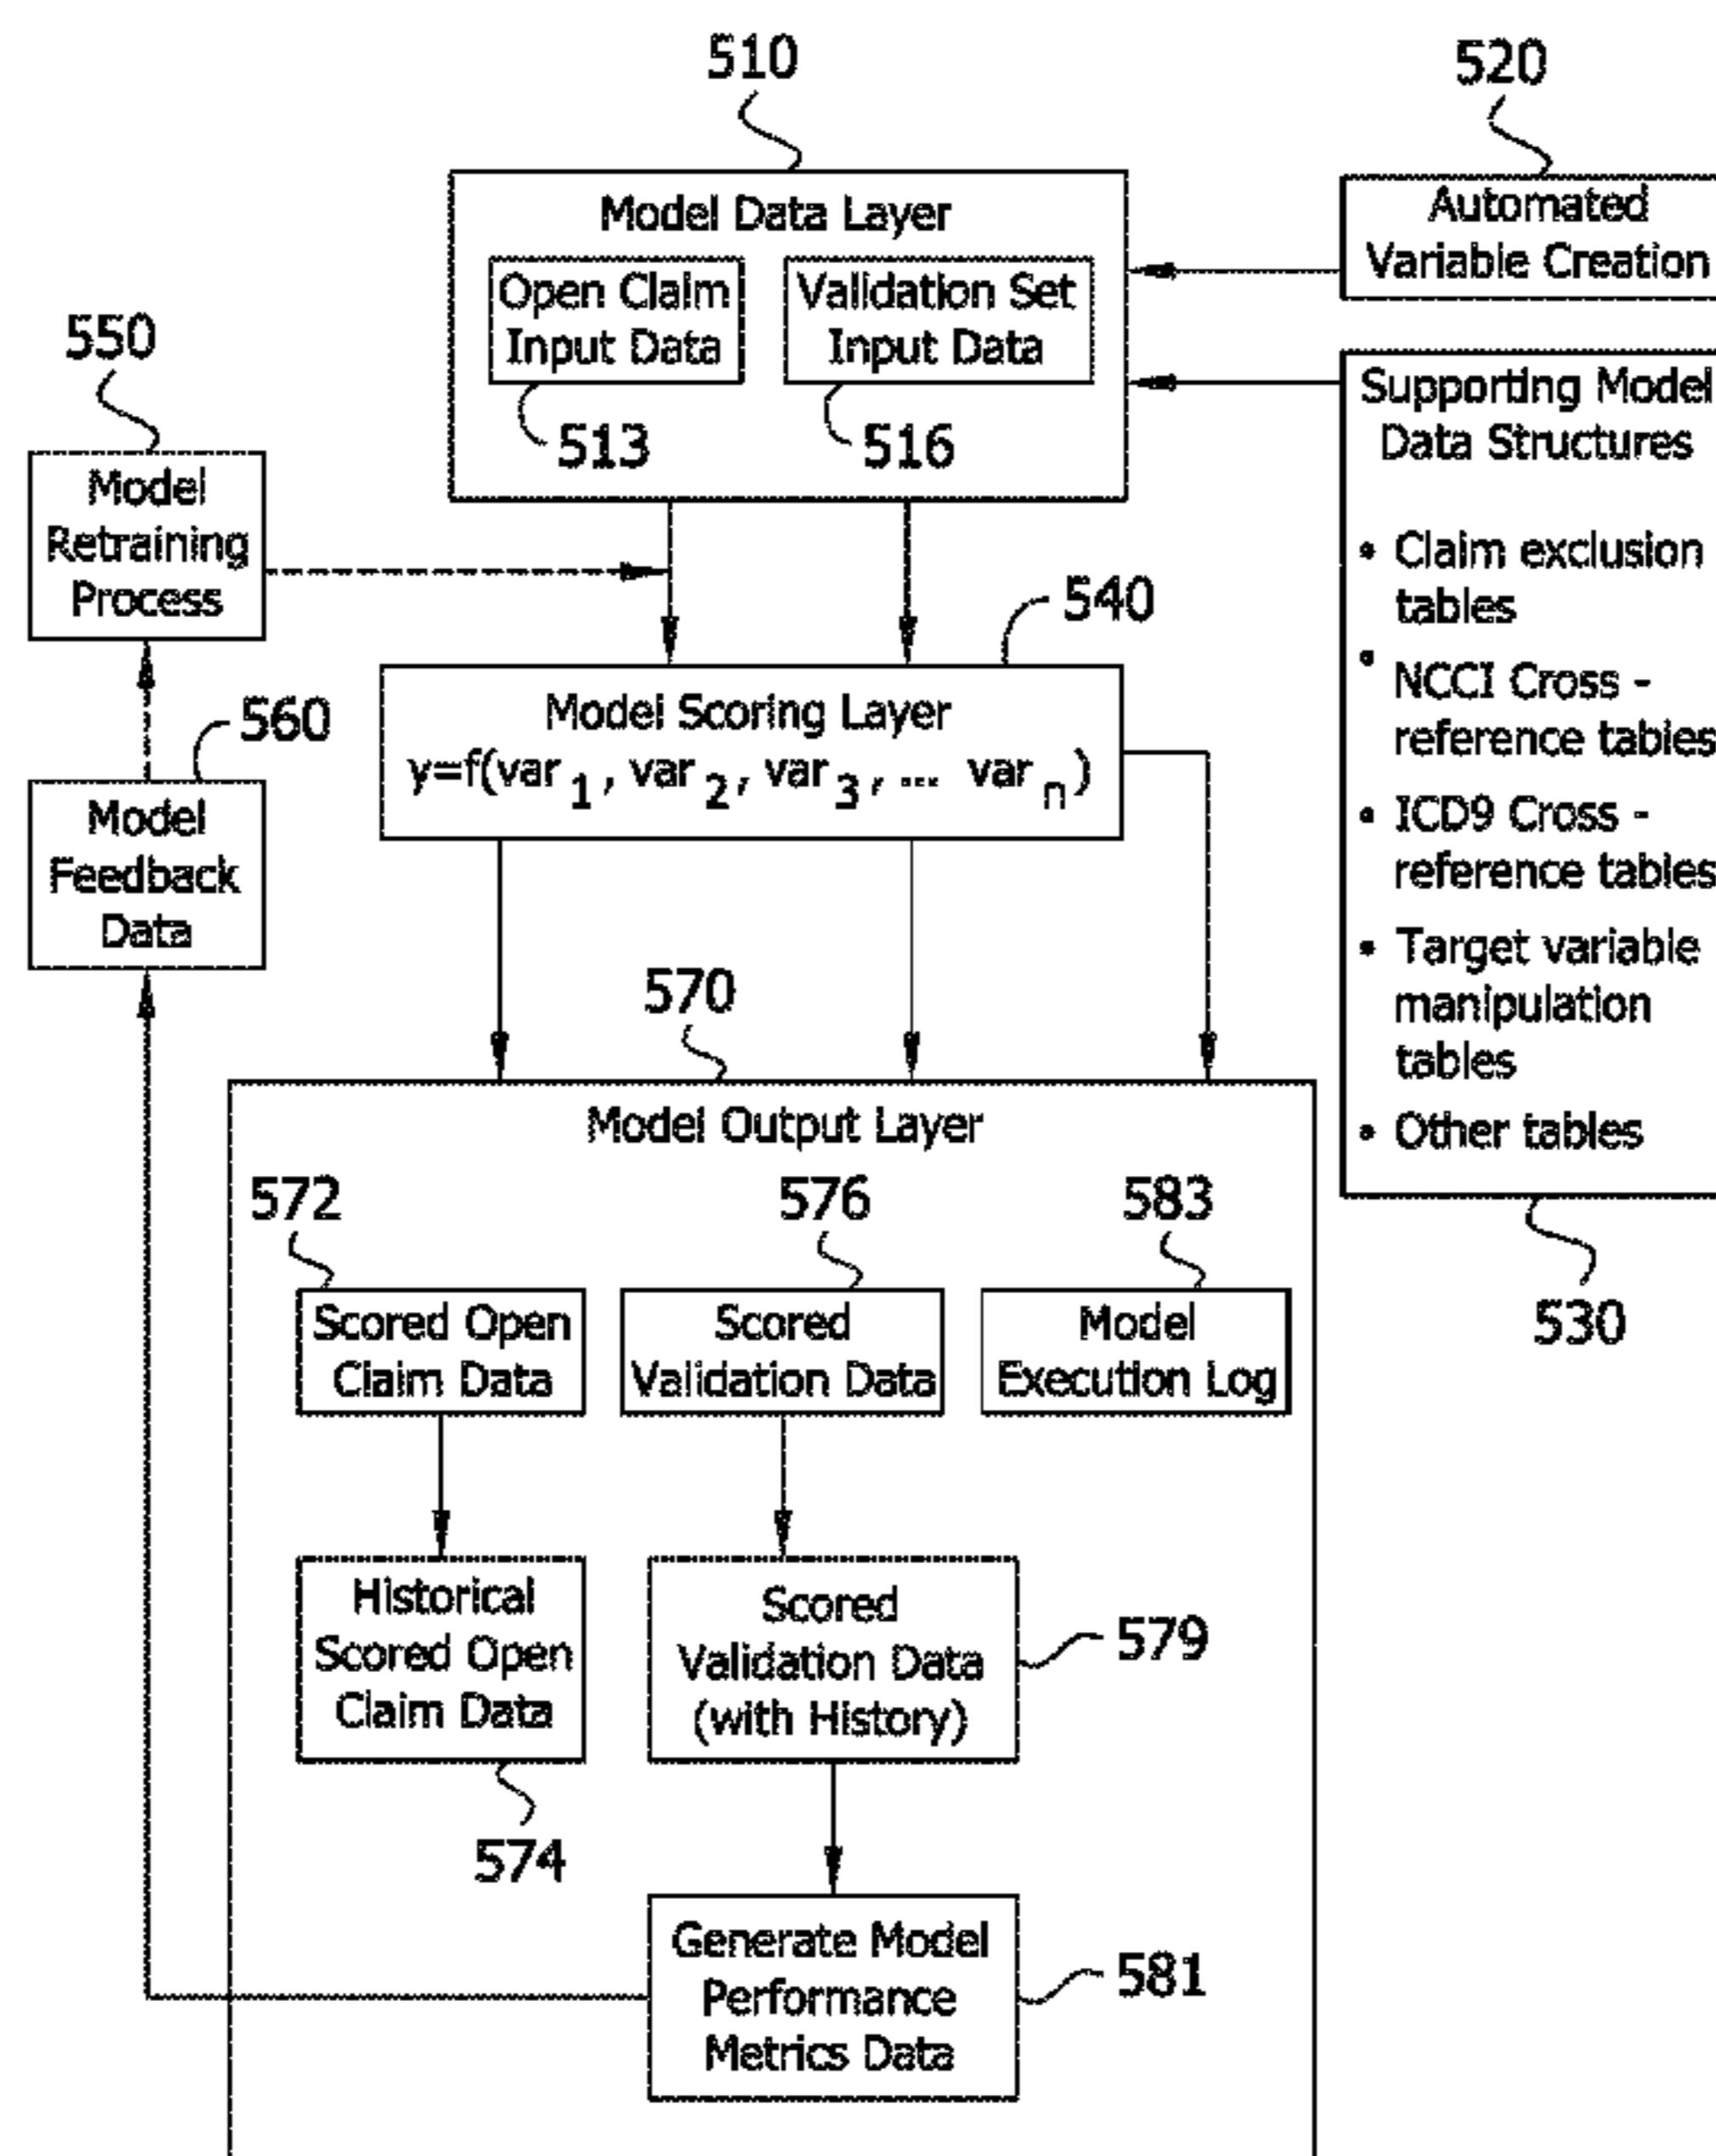 510
520
Model Data Layer
Open Claim
Input Data
Validation Set
Input Data
513
516
Automated
Variable Creation
550
Model
Retraining
Process
Supporting Model
Data Structures
• Claim exclusion
tables
• NCCI Cross -
reference tables
• ICD9 Cross -
reference tables
• Target variable
manipulation
tables
• Other tables
530
540
Model Scoring Layer
y=f(var 1, var 2, var 3, ... var n)
560
Model
Feedback
Data
570
Model Output Layer
572
576
583
Scored Open
Claim Data
Scored
Validation Data
Model
Execution Log
Historical
Scored Open
Claim Data
574
Scored
Validation Data
(with History)
579
Generate Model
Performance
Metrics Data
581